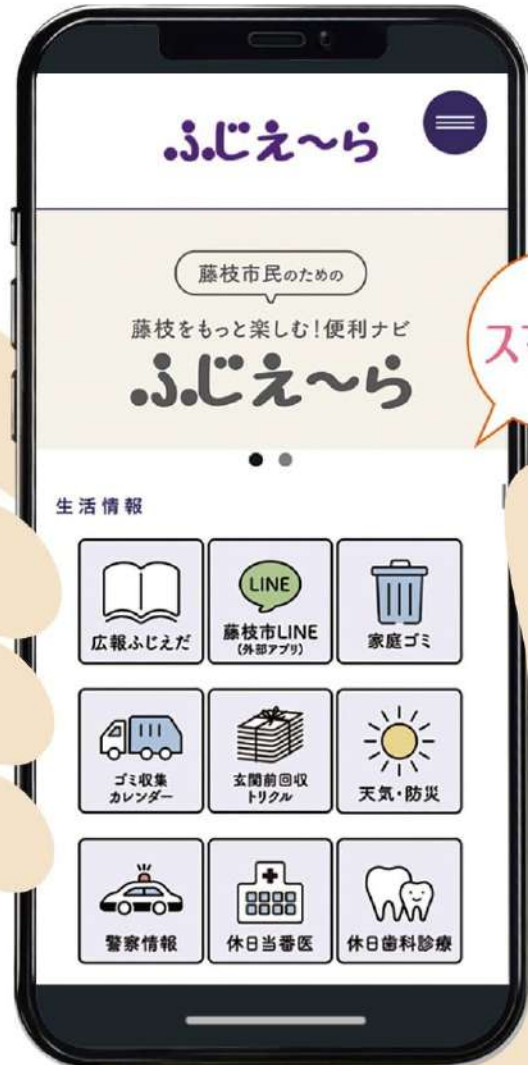 ふじえ～ら
藤枝市民のための
藤枝をもっと楽しむ!便利ナビ
ふじえ～ら
生活情報
広報ふじえだ
LINE
藤枝市LINE
(外部アプリ)
家庭ゴミ
ゴミ収集
カレンダー
玄関前回収
トリクル
天気・防災
警察情報
休日当番医
休日歯科診療